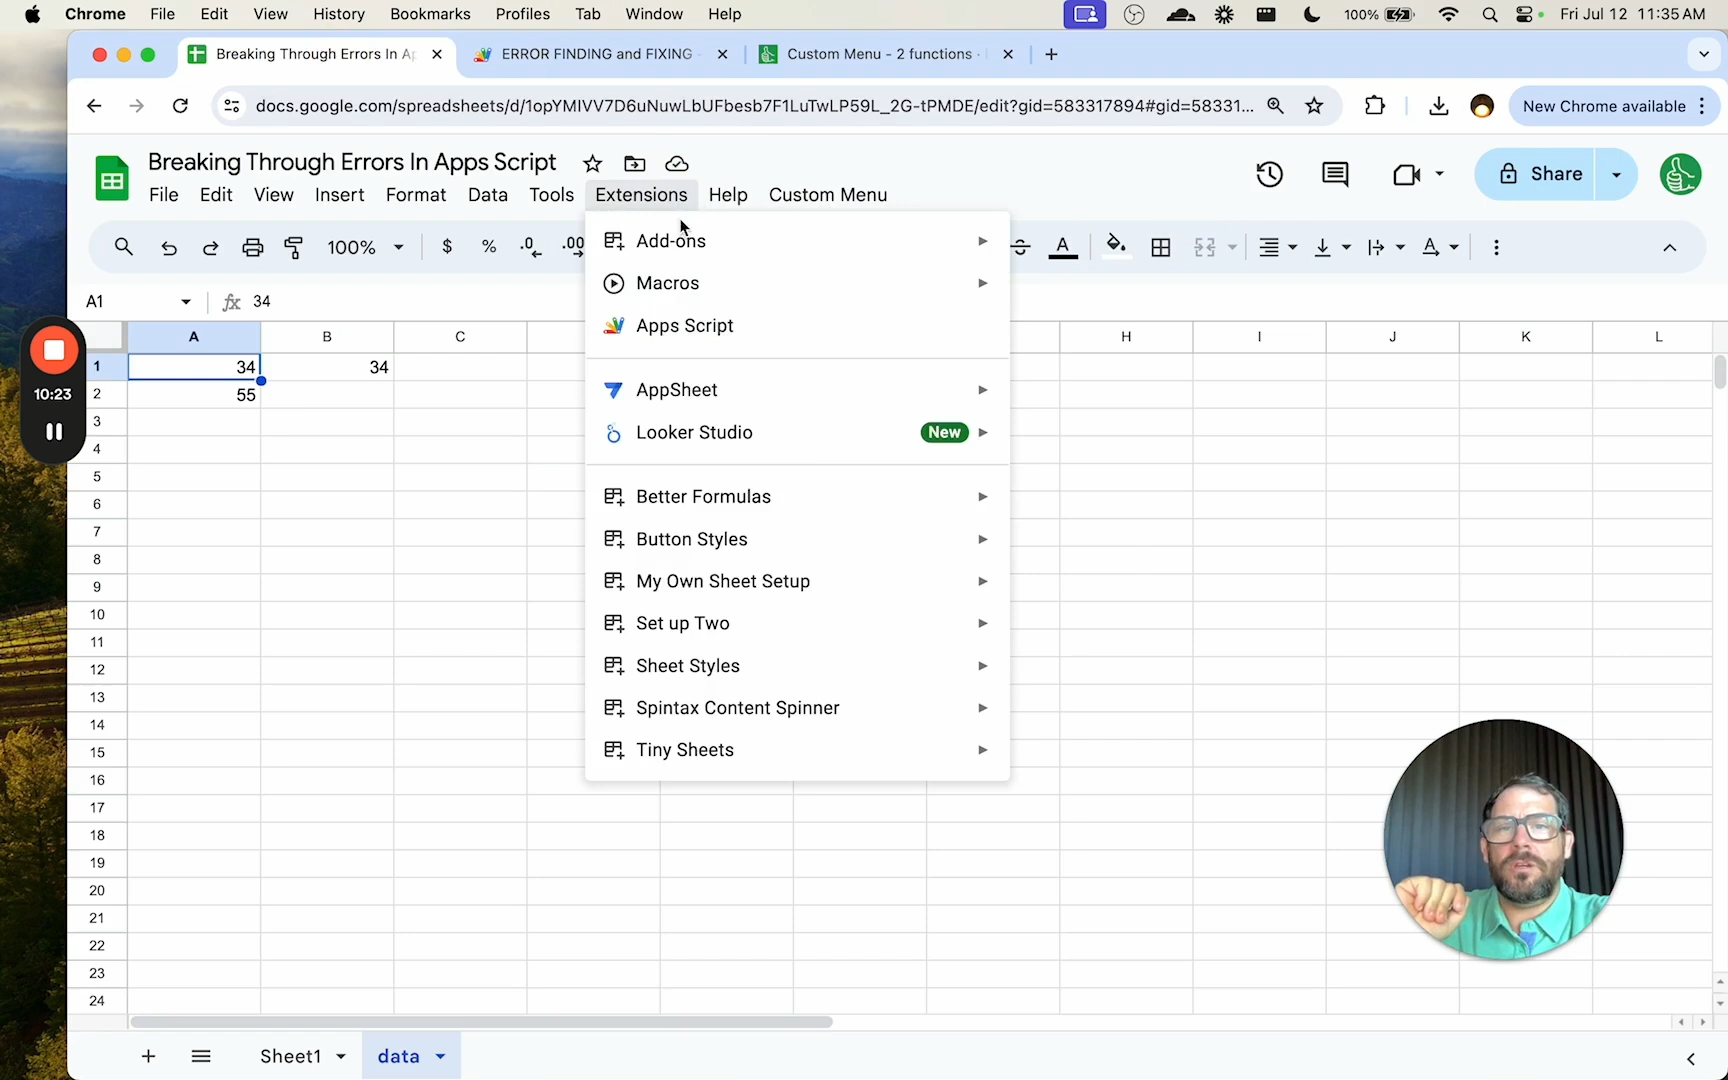 Chrome File Edit View History Bookmarks Profiles Tab Window Help 100% Fri Jul 12 11:35 AM
Breaking Through Errors In Ap ERROR FINDING and FIXING - Custom Menu - 2 functions ·
docs.google.com/spreadsheets/d/1opYMIVV7D6uNuwLbUFbesb7F1LuTwLP59L_2G-tPMDE/edit?gid=583317894#gid=58331... New Chrome available
Breaking Through Errors In Apps Script
File Edit View Insert Format Data Tools Extensions Help Custom Menu
Share
100% $ % .0 .00
A1 fx 34
A B C H I J K L
1 34 34
2 55
3
4
5
6
7
8
9
10
11
12
13
14
15
16
17
18
19
20
21
22
23
24
10:23
Add-ons
Macros
Apps Script
AppSheet
Looker Studio New
Better Formulas
Button Styles
My Own Sheet Setup
Set up Two
Sheet Styles
Spintax Content Spinner
Tiny Sheets
Sheet1 data